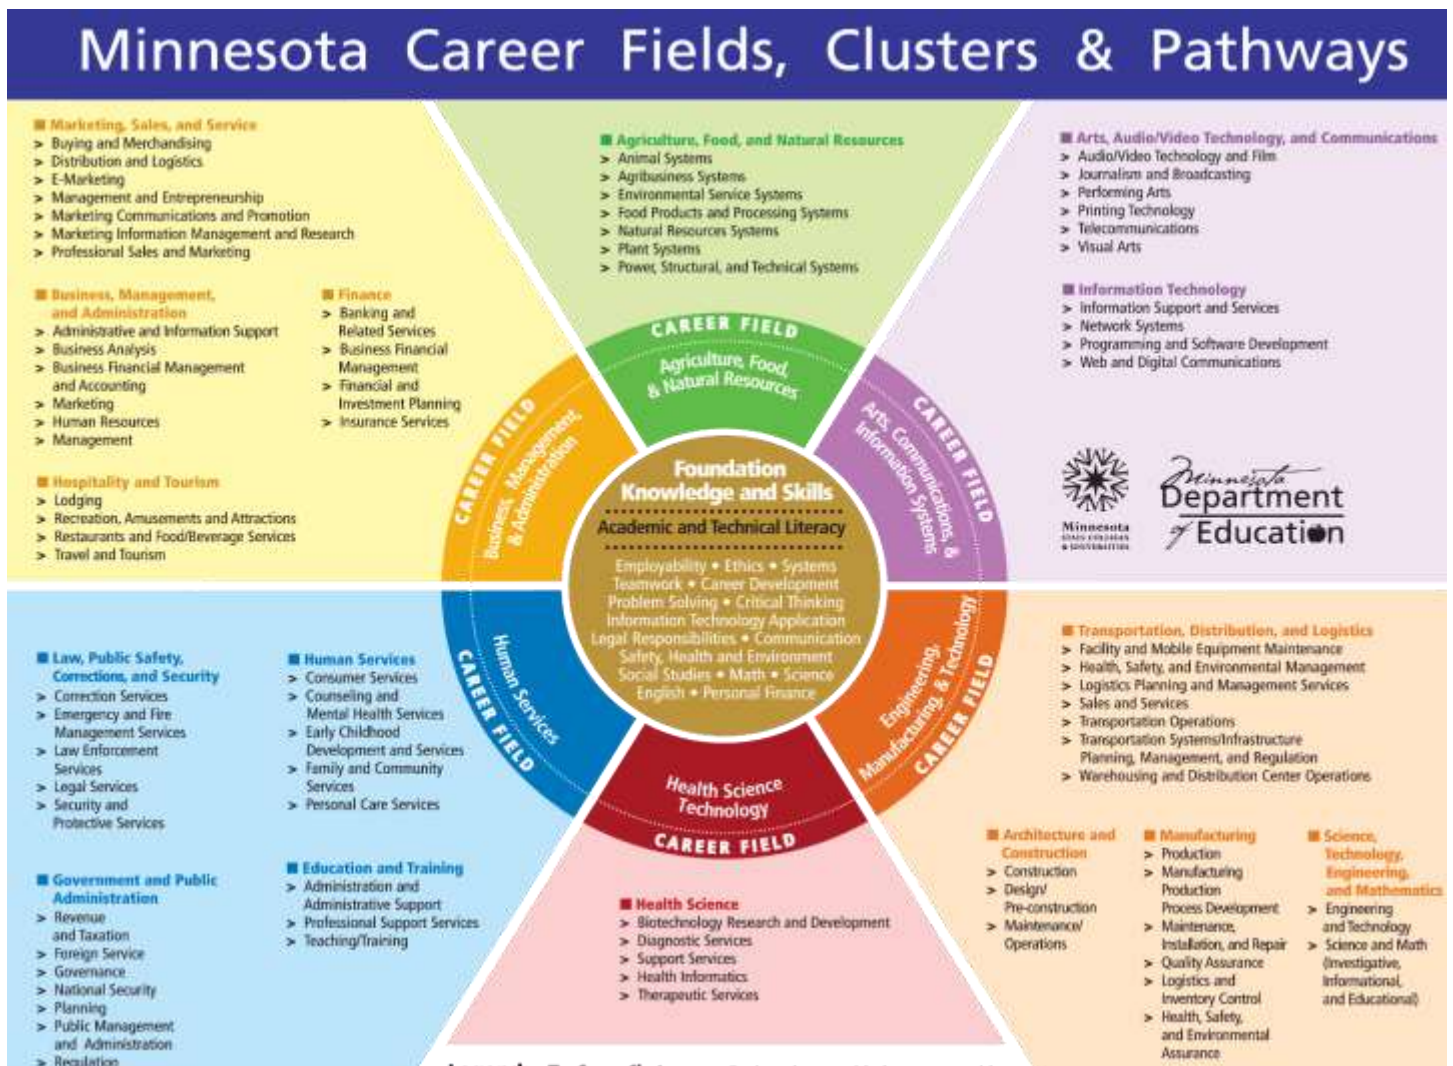 Minnesota Career Fields, Clusters & Pathways
■ Marketing, Sales, and Service
> Buying and Merchandising
> Distribution and Logistics
> E-Marketing
> Management and Entrepreneurship
> Marketing Communications and Promotion
> Marketing Information Management and Research
> Professional Sales and Marketing
■ Business, Management,
and Administration
> Administrative and Information Support
> Business Analysis
> Business Financial Management
and Accounting
> Marketing
> Human Resources
> Management
■ Finance
> Banking and
Related Services
> Business Financial
Management
> Financial and
Investment Planning
> Insurance Services
■ Hospitality and Tourism
> Lodging
> Recreation, Amusements and Attractions
> Restaurants and Food/Beverage Services
> Travel and Tourism
■ Agriculture, Food, and Natural Resources
> Animal Systems
> Agribusiness Systems
> Environmental Service Systems
> Food Products and Processing Systems
> Natural Resources Systems
> Plant Systems
> Power, Structural, and Technical Systems
■ Arts, Audio/Video Technology, and Communications
> Audio/Video Technology and Film
> Journalism and Broadcasting
> Performing Arts
> Printing Technology
> Telecommunications
> Visual Arts
■ Information Technology
> Information Support and Services
> Network Systems
> Programming and Software Development
> Web and Digital Communications
Minnesota
STATE COLLEGES
& UNIVERSITIES
Minnesota
Department
of Education
CAREER FIELD
Business, Management,
& Administration
CAREER FIELD
Agriculture, Food,
& Natural Resources
CAREER FIELD
Arts, Communications, &
Information Systems
Foundation
Knowledge and Skills
Academic and Technical Literacy
Employability • Ethics • Systems
Teamwork • Career Development
Problem Solving • Critical Thinking
Information Technology Application
Legal Responsibilities • Communication
Safety, Health and Environment
Social Studies • Math • Science
English • Personal Finance
Human Services
CAREER FIELD
Health Science
Technology
CAREER FIELD
Engineering,
Manufacturing, & Technology
CAREER FIELD
■ Law, Public Safety,
Corrections, and Security
> Correction Services
> Emergency and Fire
Management Services
> Law Enforcement
Services
> Legal Services
> Security and
Protective Services
■ Human Services
> Consumer Services
> Counseling and
Mental Health Services
> Early Childhood
Development and Services
> Family and Community
Services
> Personal Care Services
■ Government and Public
Administration
> Revenue
and Taxation
> Foreign Service
> Governance
> National Security
> Planning
> Public Management
and Administration
> Regulation
■ Education and Training
> Administration and
Administrative Support
> Professional Support Services
> Teaching/Training
■ Health Science
> Biotechnology Research and Development
> Diagnostic Services
> Support Services
> Health Informatics
> Therapeutic Services
■ Transportation, Distribution, and Logistics
> Facility and Mobile Equipment Maintenance
> Health, Safety, and Environmental Management
> Logistics Planning and Management Services
> Sales and Services
> Transportation Operations
> Transportation Systems/Infrastructure
Planning, Management, and Regulation
> Warehousing and Distribution Center Operations
■ Architecture and
Construction
> Construction
> Design/
Pre-construction
> Maintenance/
Operations
■ Manufacturing
> Production
> Manufacturing
Production
Process Development
> Maintenance,
Installation, and Repair
> Quality Assurance
> Logistics and
Inventory Control
> Health, Safety,
and Environmental
Assurance
■ Science,
Technology,
Engineering,
and Mathematics
> Engineering
and Technology
> Science and Math
(Investigative,
Informational,
and Educational)